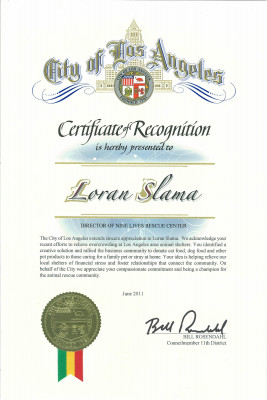 City of Los Angeles
Certificate of Recognition
is hereby presented to
Loran Slama
DIRECTOR OF NINE LIVES RESCUE CENTER
The City of Los Angeles extends sincere appreciation to Loran Slama. We acknowledge your
recent efforts to relieve overcrowding at Los Angeles area animal shelters. You identified a
creative solution and rallied the business community to donate cat food, dog food and other
pet products to those caring for a family pet or stray at home. Your idea is helping relieve our
local shelters of financial stress and foster relationships that connect the community. On
behalf of the City we appreciate your compassionate commitment and being a champion for
the animal rescue community.
June 2011
Bill Rosendahl
BILL ROSENDAHL
Councilmember 11th District